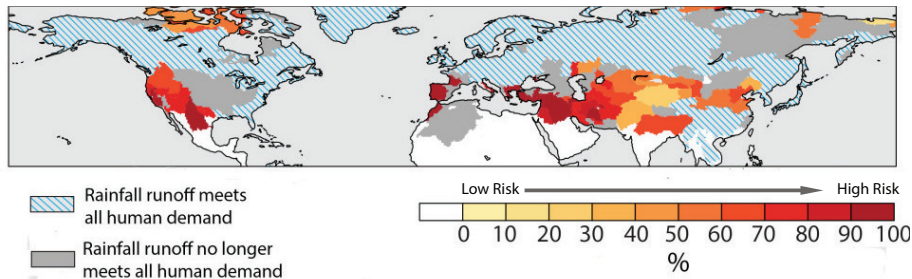 Rainfall runoff meets
all human demand
Rainfall runoff no longer
meets all human demand
Low Risk High Risk
0 10 20 30 40 50 60 70 80 90 100
%